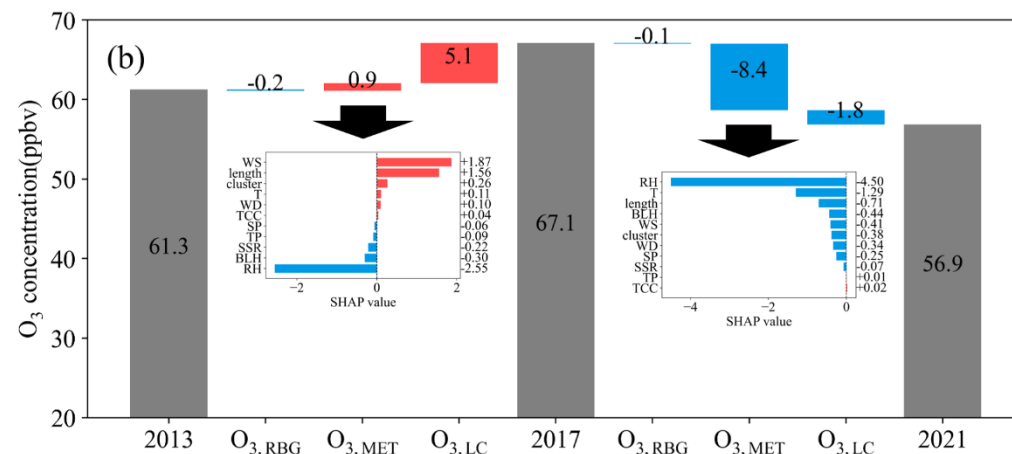 (b)
O3 concentration(ppbv)
70
60
50
40
30
20
61.3
-0.2
0.9
5.1
67.1
-0.1
-8.4
-1.8
56.9
WS +1.87
length +1.56
cluster +0.26
T +0.11
WD +0.10
TCC +0.04
SP -0.06
TP -0.09
SSR -0.22
BLH -0.30
RH -2.55
−2 0 2
SHAP value
RH -4.50
T -1.29
length -0.71
BLH -0.44
WS -0.41
cluster -0.38
WD -0.34
SP -0.25
SSR -0.07
TP +0.01
TCC +0.02
−4 −2 0
SHAP value
2013 O3, RBG O3, MET O3, LC 2017 O3, RBG O3, MET O3, LC 2021